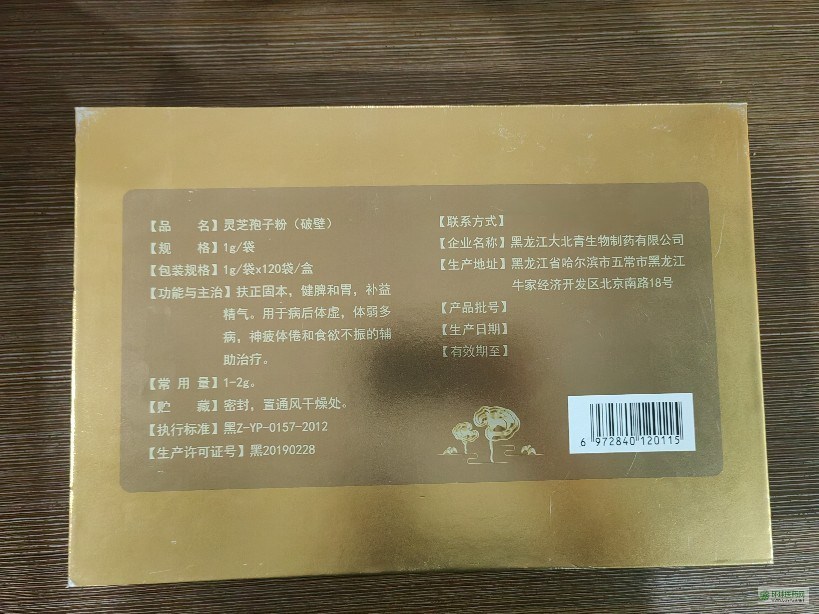 【品　　名】灵芝孢子粉（破壁）
【规　　格】1g/袋
【包装规格】1g/袋x120袋/盒
【功能与主治】扶正固本，健脾和胃，补益
精气。用于病后体虚，体弱多
病，神疲体倦和食欲不振的辅
助治疗。
【常 用 量】1-2g。
【贮　　藏】密封，置通风干燥处。
【执行标准】黑Z-YP-0157-2012
【生产许可证号】黑20190228
【联系方式】
【企业名称】黑龙江大北青生物制药有限公司
【生产地址】黑龙江省哈尔滨市五常市黑龙江
牛家经济开发区北京南路18号
【产品批号】
【生产日期】
【有效期至】
6 972840 120115
环球医药网